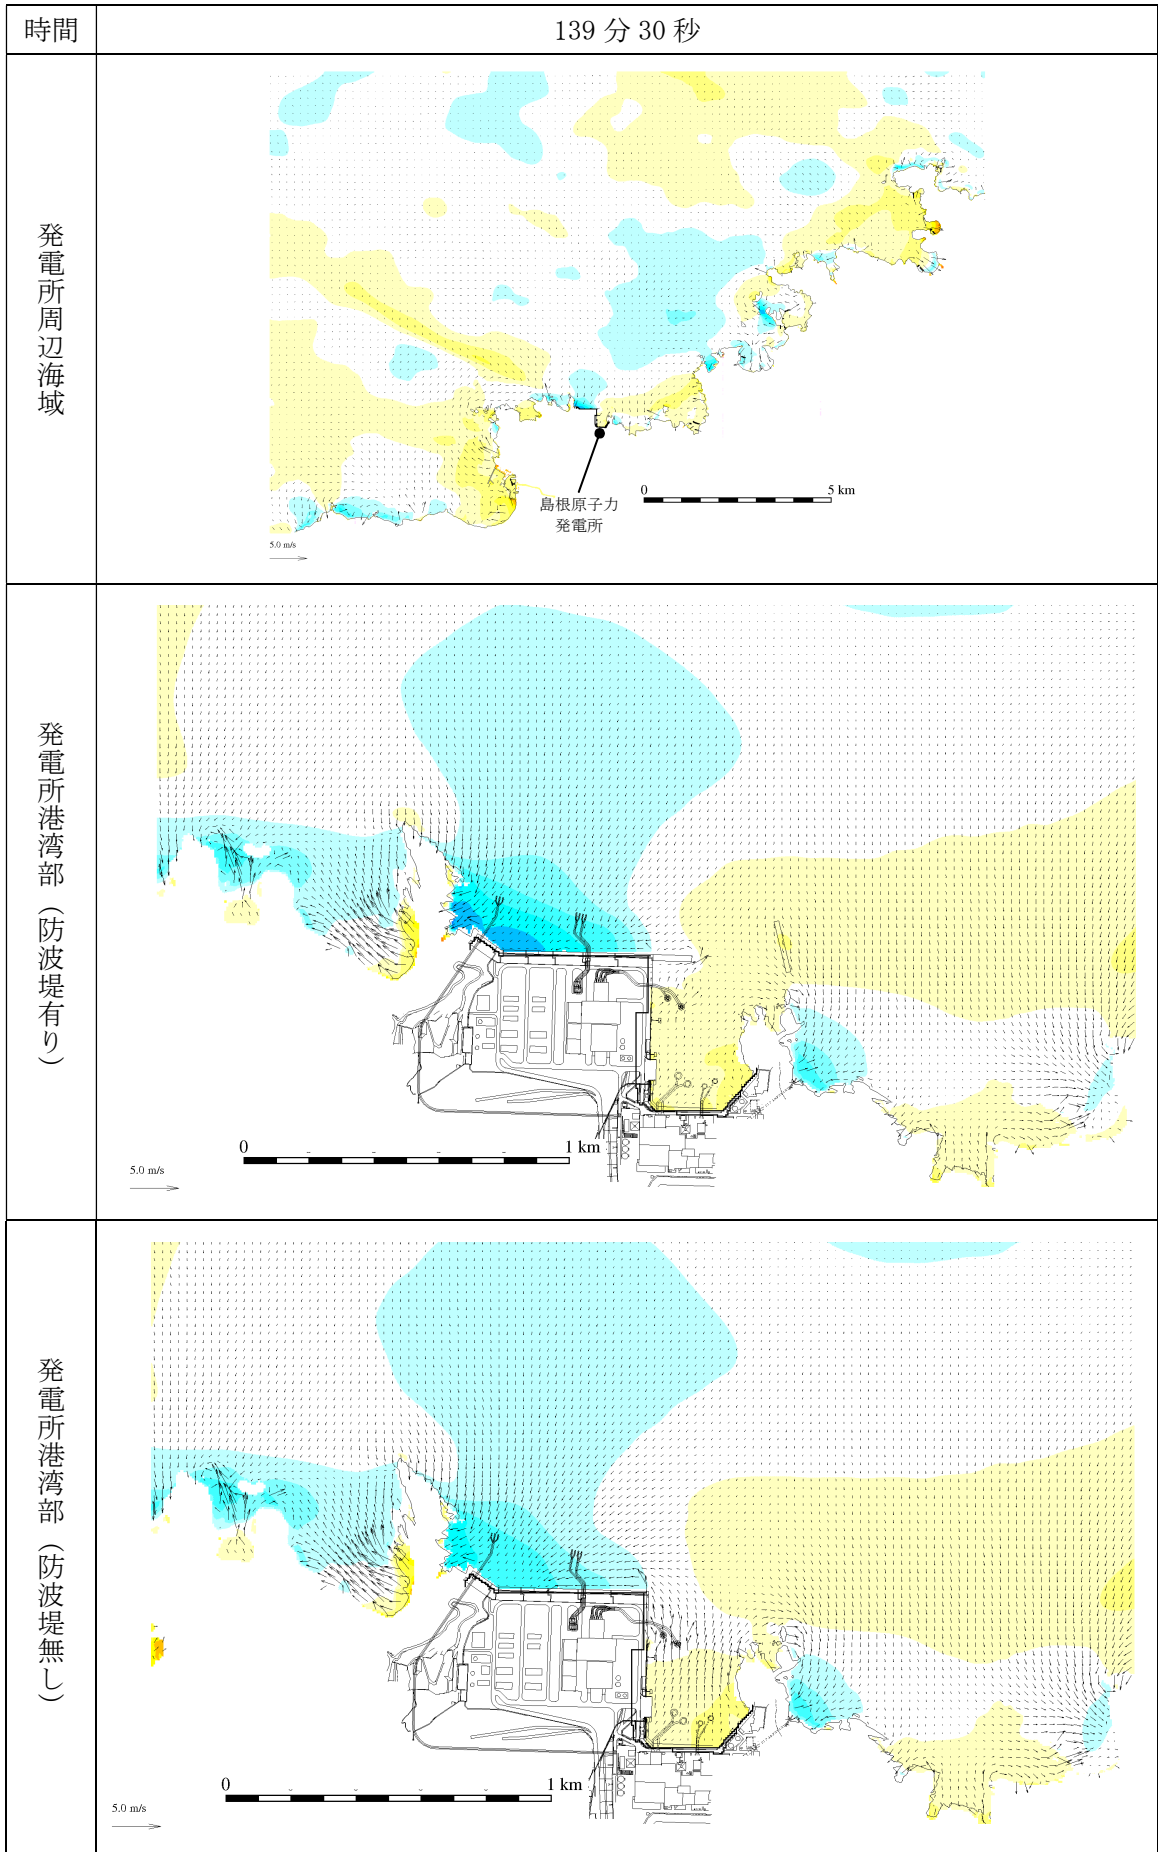 時間
139 分 30 秒
発電所周辺海域
島根原子力
発電所
0
5 km
5.0 m/s
発電所港湾部（防波堤有り）
0
1 km
5.0 m/s
発電所港湾部（防波堤無し）
0
1 km
5.0 m/s